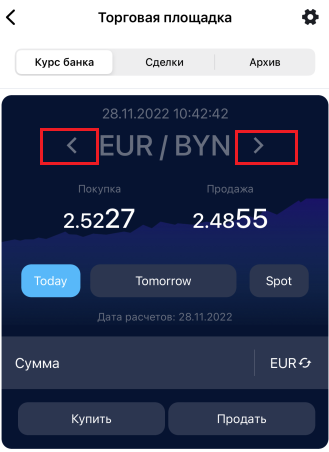 Торговая площадка
Курс банка Сделки Архив
28.11.2022 10:42:42
EUR / BYN
Покупка Продажа
2.5227 2.4855
Today Tomorrow Spot
Дата расчетов: 28.11.2022
Сумма EUR
Купить Продать